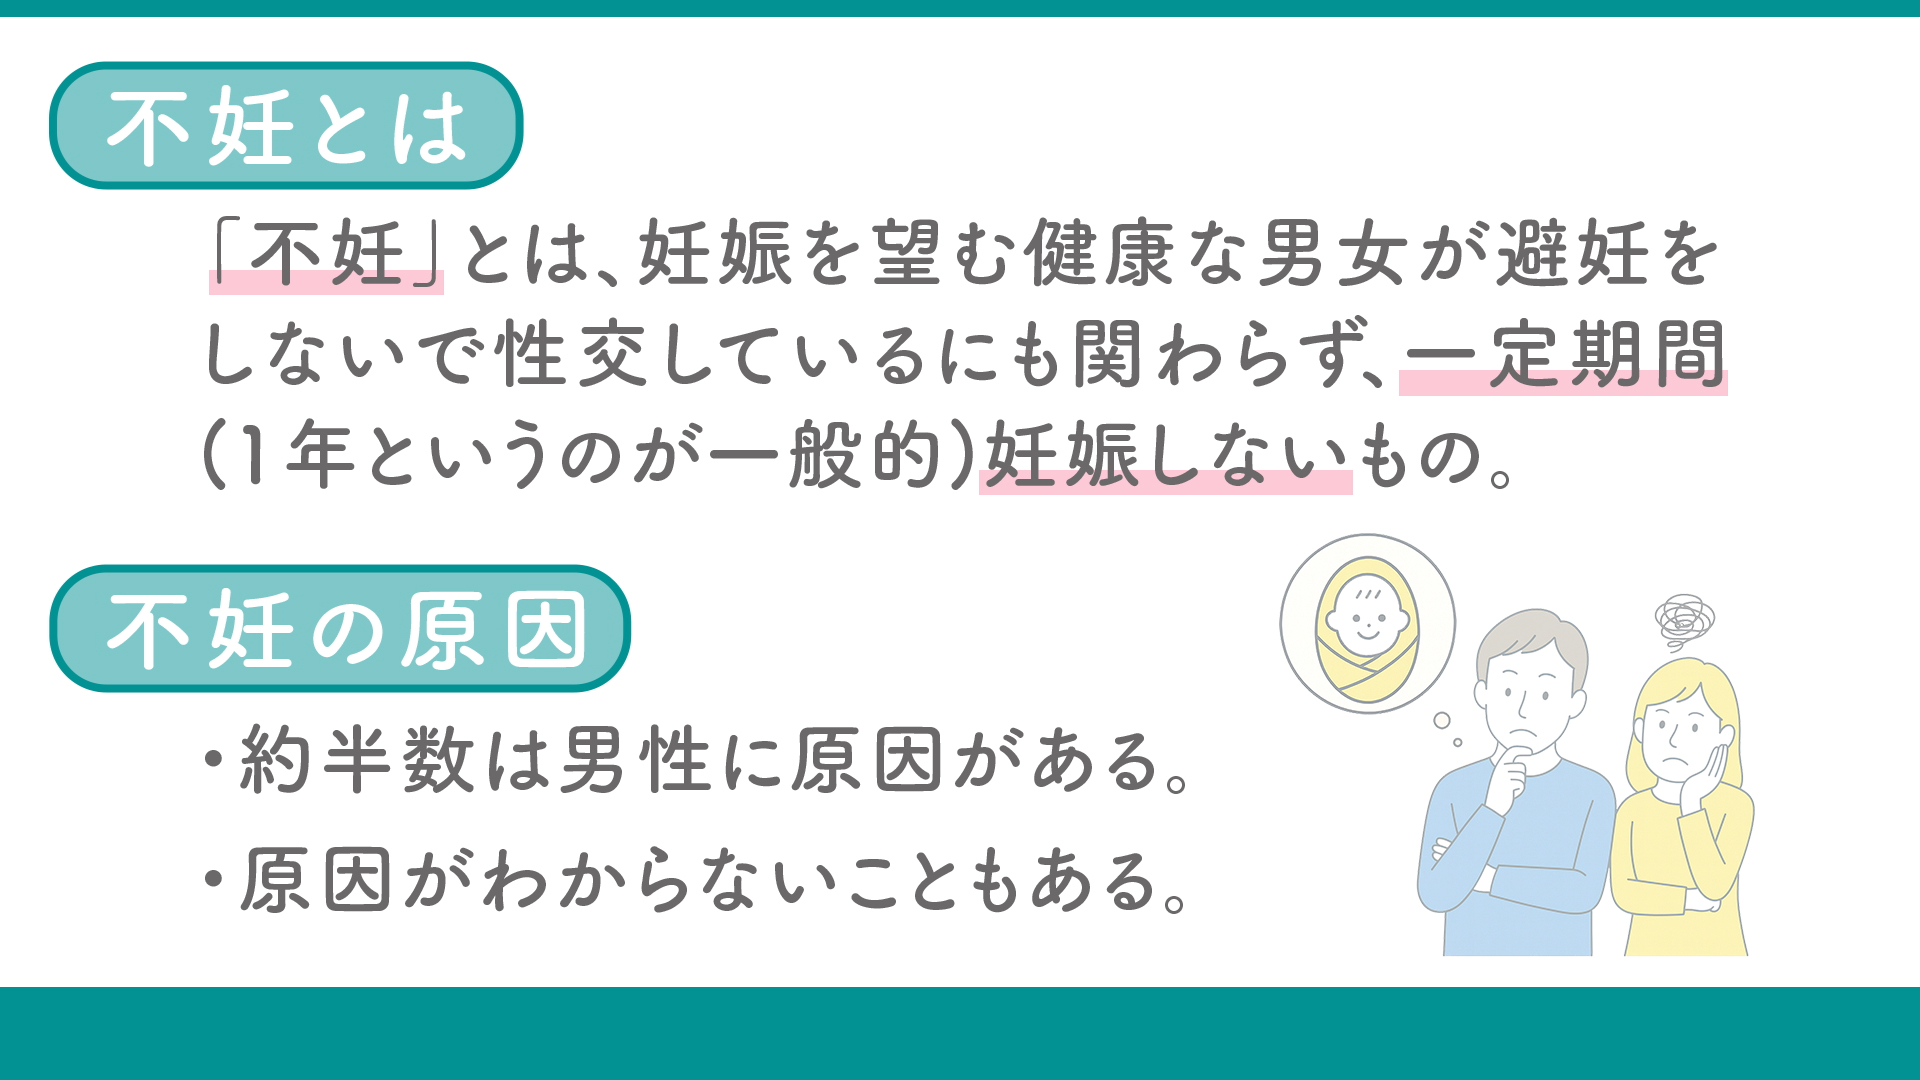 不妊とは
「不妊」とは、妊娠を望む健康な男女が避妊を
しないで性交しているにも関わらず、一定期間
(1年というのが一般的)妊娠しないもの。
不妊の原因
・約半数は男性に原因がある。
・原因がわからないこともある。